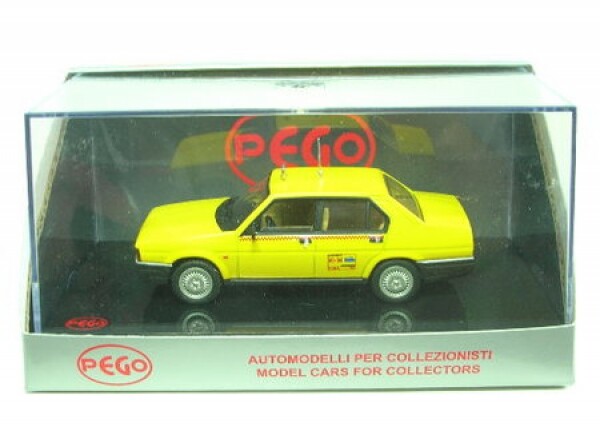 PEGO
PEGO
PEGO
AUTOMODELLI PER COLLEZIONISTI
MODEL CARS FOR COLLECTORS